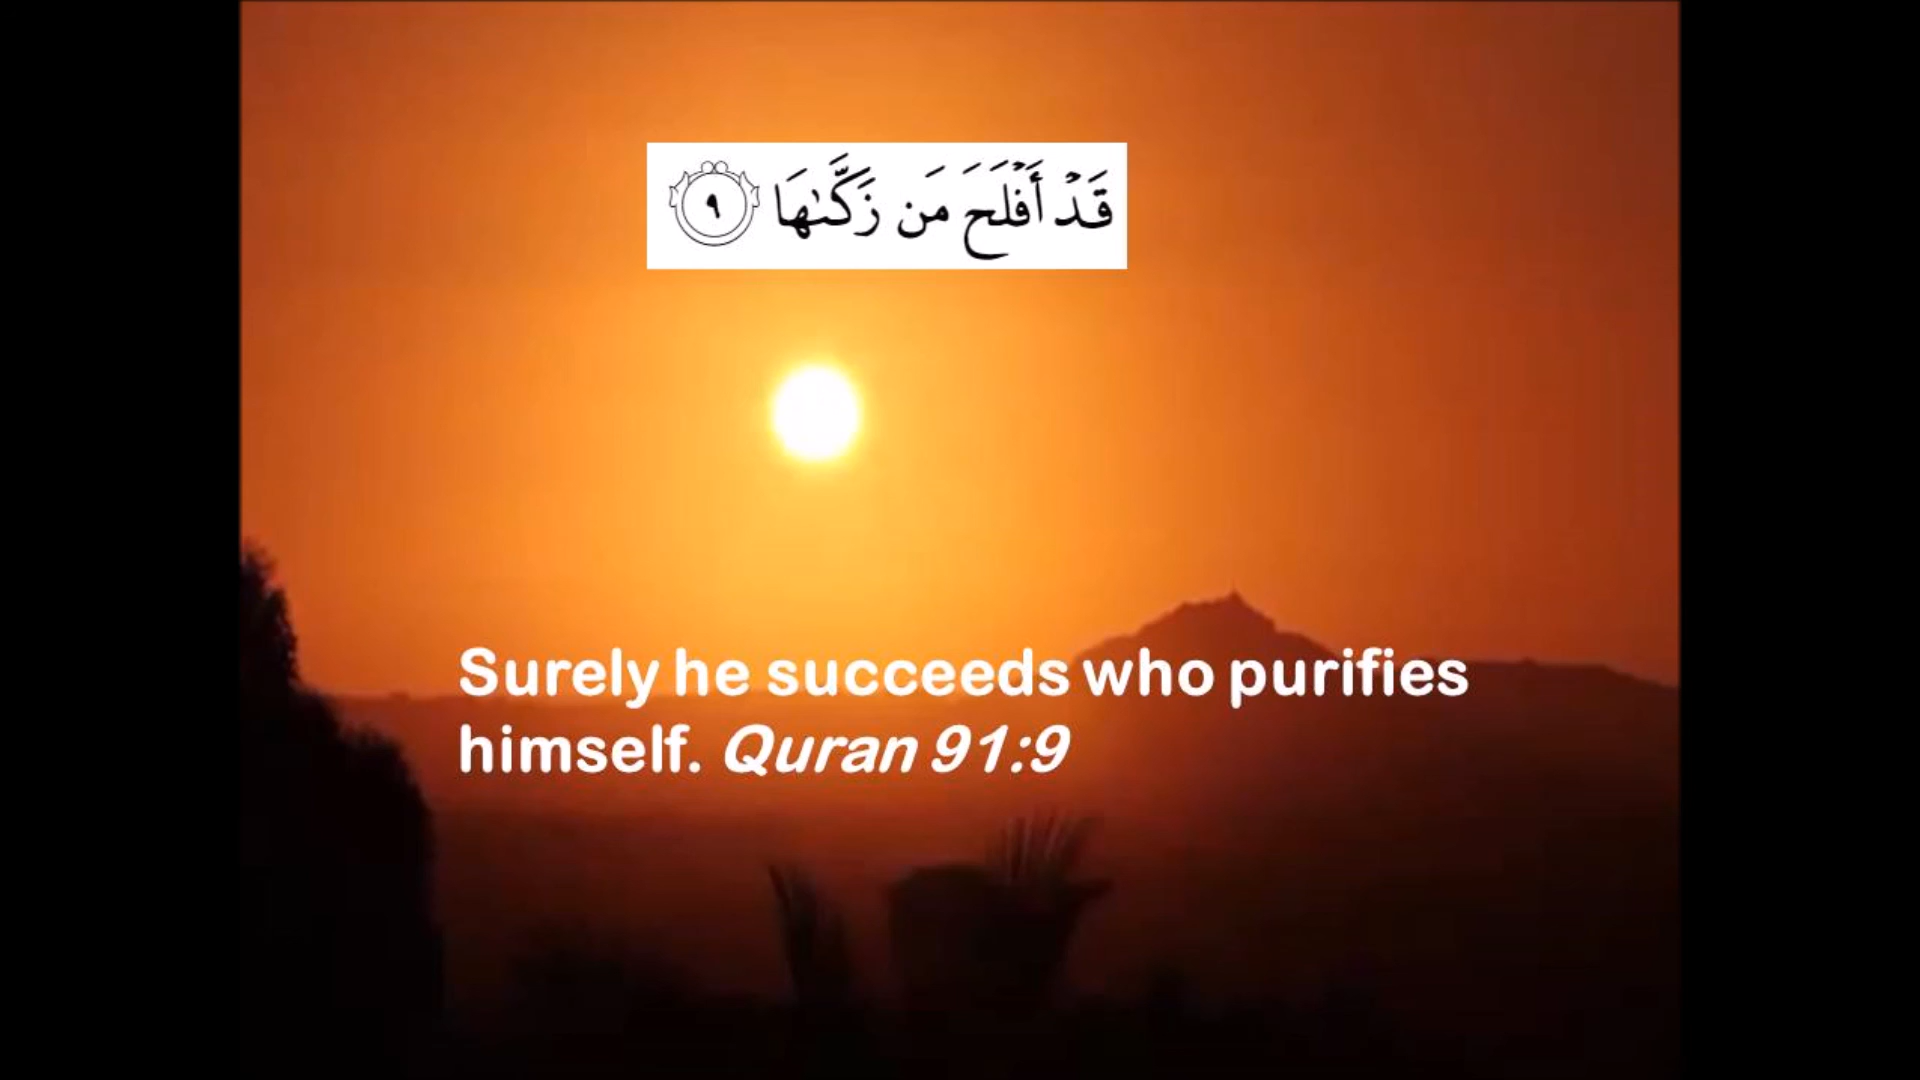 قَدْ أَفْلَحَ مَن زَكَّىٰهَا ٩
Surely he succeeds who purifies
himself. Quran 91:9